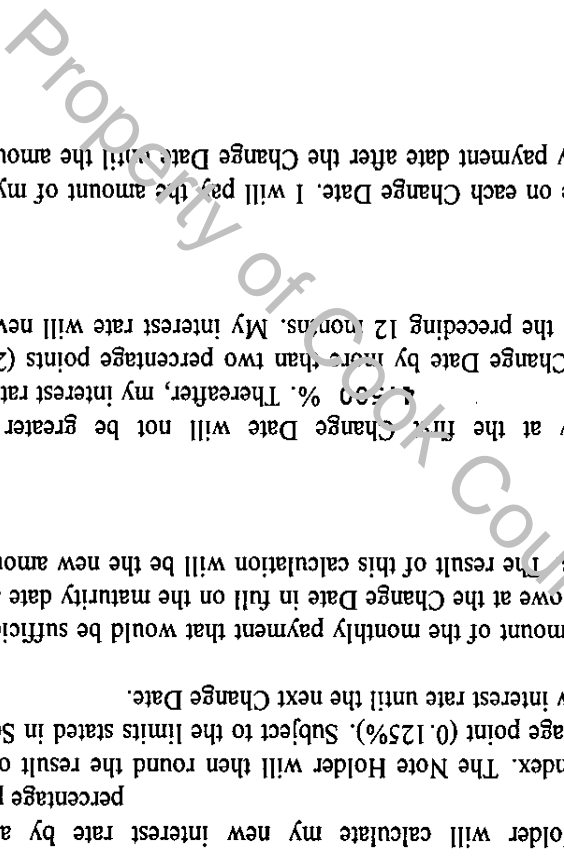 older will calculate my new interest rate by a
percentage
ndex. The Note Holder will then round the result o
age point (0.125%). Subject to the limits stated in Se
interest rate until the next Change Date.
mount of the monthly payment that would be sufficie
owe at the Change Date in full on the maturity date
The result of this calculation will be the new amou
at the first Change Date will not be greater
%. Thereafter, my interest rat
Change Date by more than two percentage points (2
the preceding 12 months. My interest rate will nev
on each Change Date. I will pay the amount of my
payment date after the Change Date until the amou
Property of Cook Cou